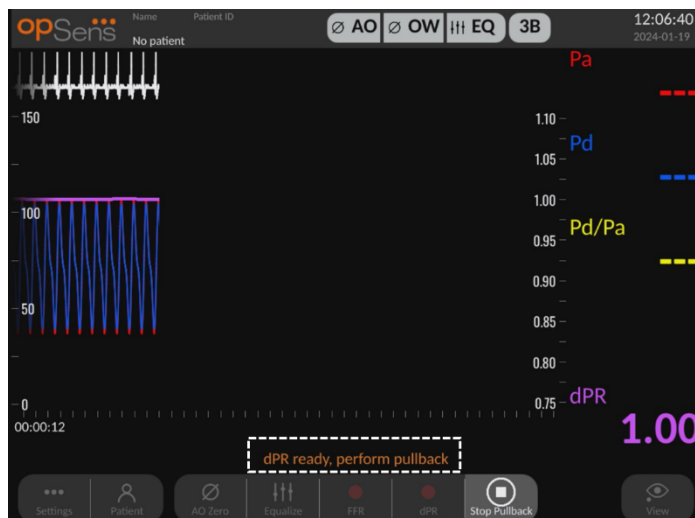 opSens
Name
Patient ID
No patient
Ø AO
Ø OW
EQ
3B
12:06:40
2024-01-19
Pa
150
1.10
Pd
1.05
1.00
100
Pd/Pa
0.95
0.90
50
0.85
0.80
0
0.75
dPR
00:00:12
1.00
dPR ready, perform pullback
Settings
Patient
AO Zero
Equalize
FFR
dPR
Stop Pullback
View